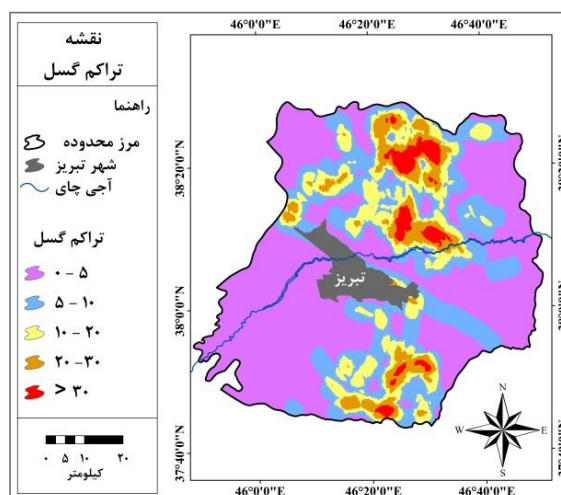 نقشه
تراکم گسل
راهنما
مرز محدوده
شهر تبریز
آجی چای
تراکم گسل
۰ - ۵
۵ - ۱۰
۱۰ - ۲۰
۲۰ - ۳۰
> ۳۰
۰ ۵ ۱۰ ۲۰
کیلومتر
46°0'0"E 46°20'0"E 46°40'0"E
38°20'0"N
38°0'0"N
37°40'0"N
تبریز
N
W E
S
46°0'0"E 46°20'0"E 46°40'0"E